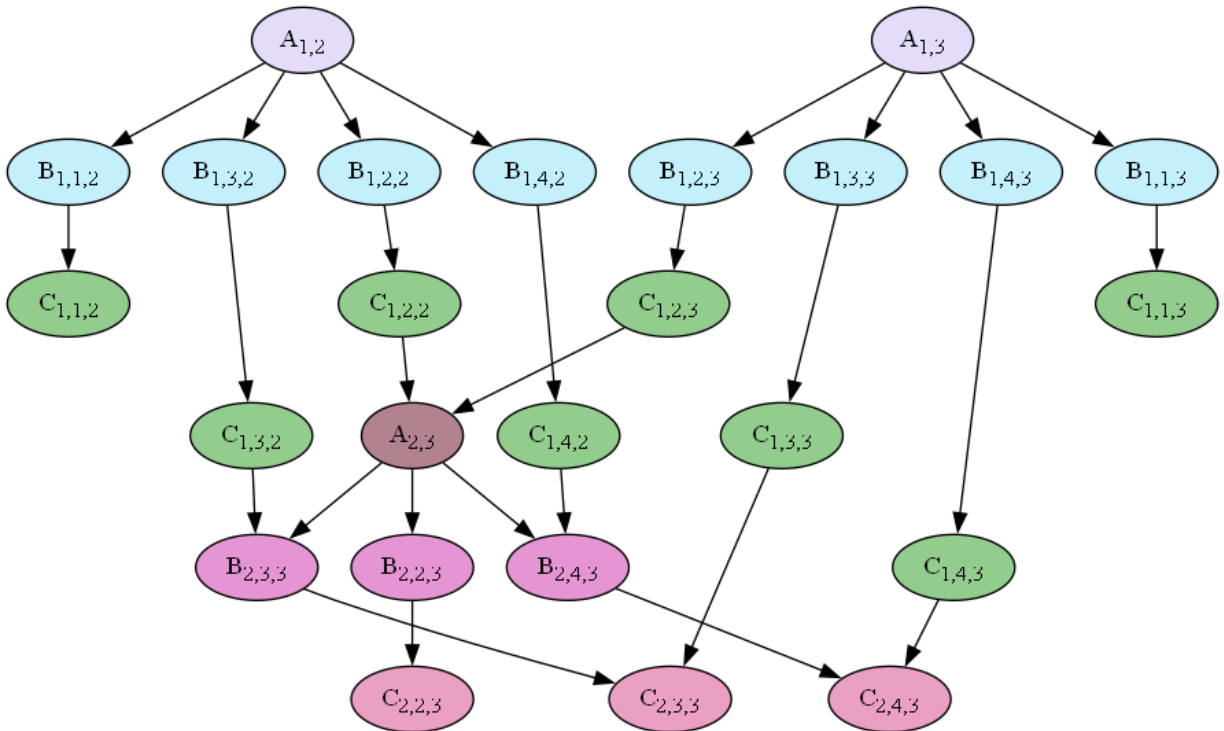 A1,2 A1,3
B1,1,2 B1,3,2 B1,2,2 B1,4,2 B1,2,3 B1,3,3 B1,4,3 B1,1,3
C1,1,2 C1,2,2 C1,2,3 C1,1,3
C1,3,2 A2,3 C1,4,2 C1,3,3
B2,3,3 B2,2,3 B2,4,3 C1,4,3
C2,2,3 C2,3,3 C2,4,3